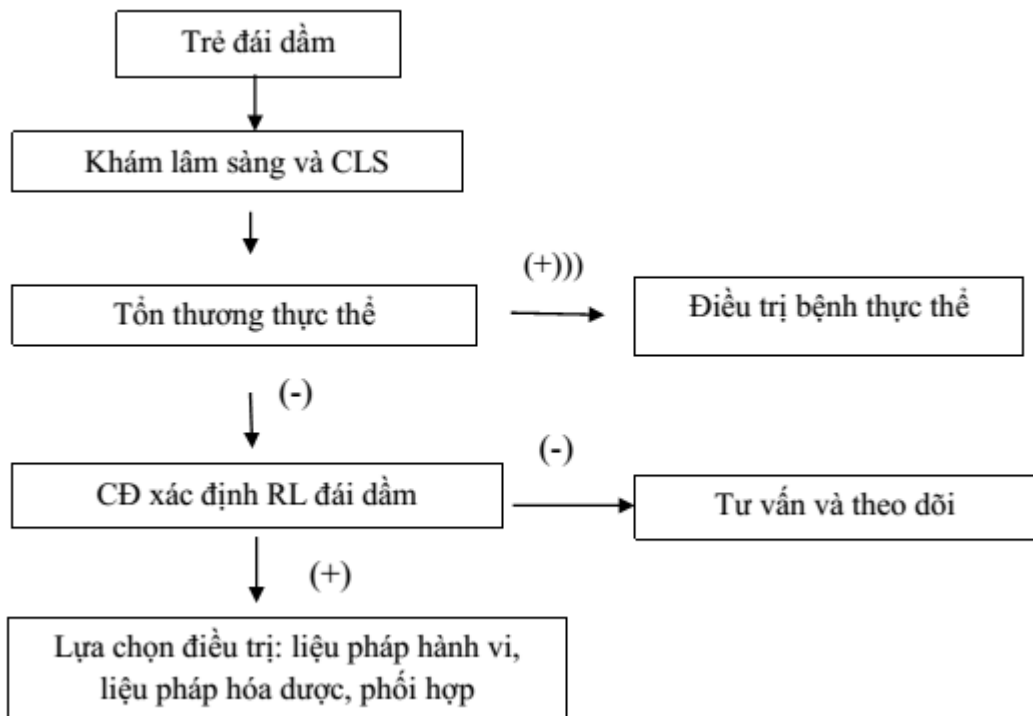 Trẻ đái dầm
Khám lâm sàng và CLS
(+)))
Tổn thương thực thể
Điều trị bệnh thực thể
(-)
(-)
CĐ xác định RL đái dầm
Tư vấn và theo dõi
(+)
Lựa chọn điều trị: liệu pháp hành vi,
liệu pháp hóa dược, phối hợp